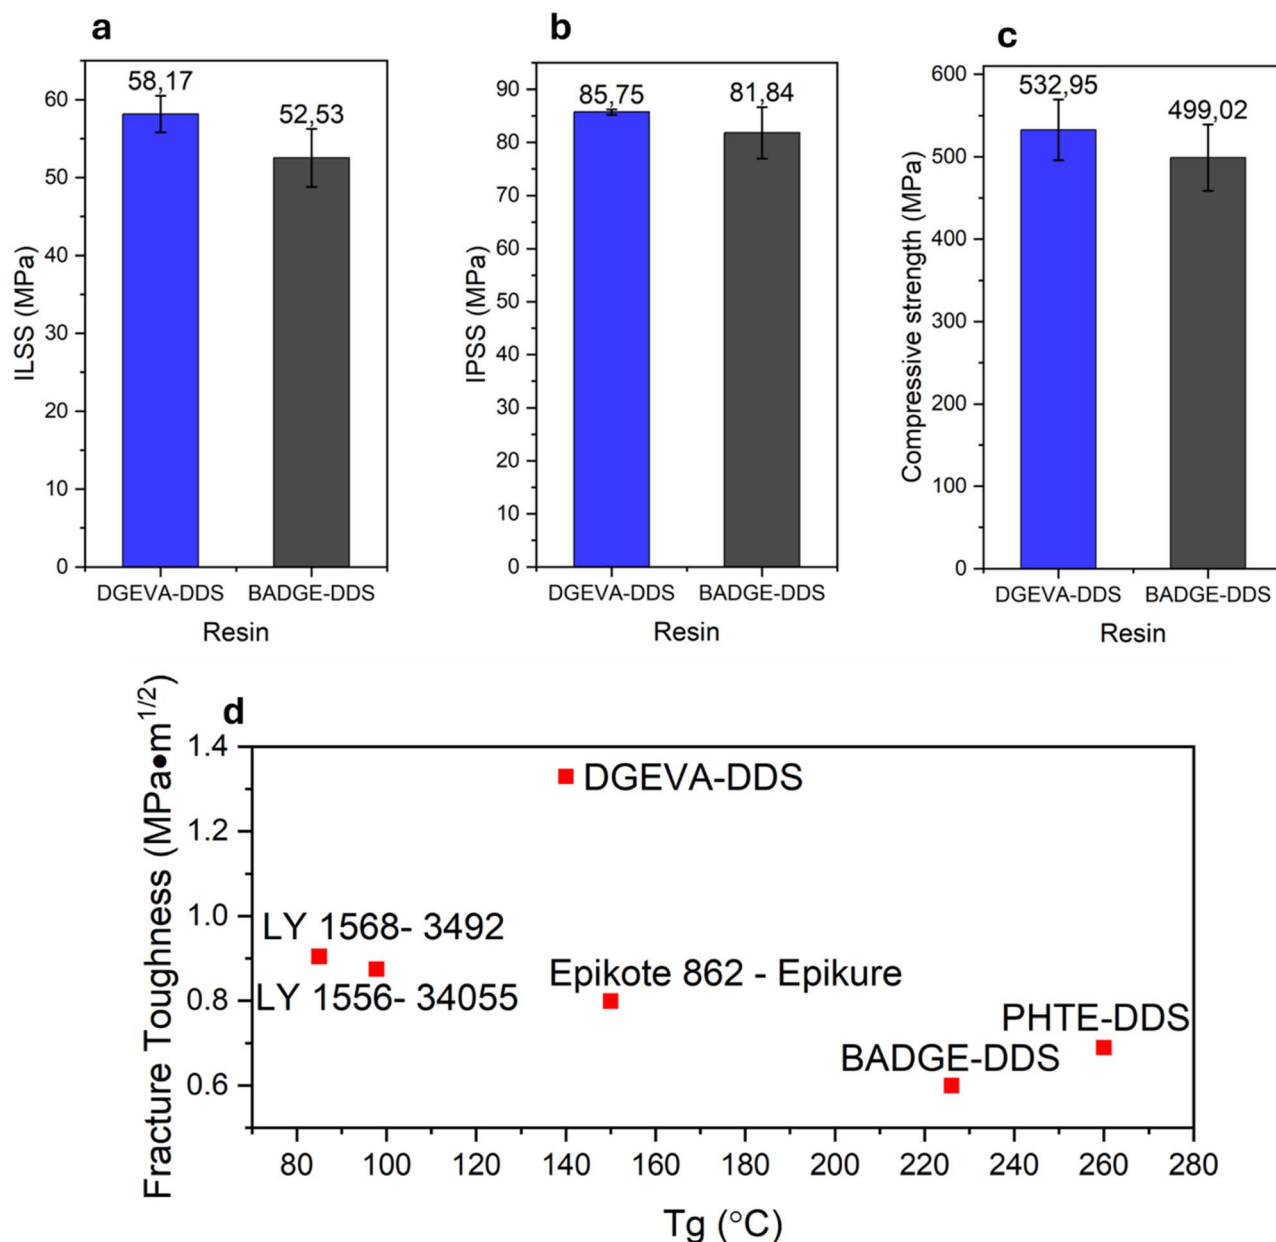 a
58,17
52,53
60
50
40
30
20
10
0
ILSS (MPa)
DGEVA-DDS BADGE-DDS
Resin
b
85,75
81,84
90
80
70
60
50
40
30
20
10
0
IPSS (MPa)
DGEVA-DDS BADGE-DDS
Resin
c
532,95
499,02
600
500
400
300
200
100
0
Compressive strength (MPa)
DGEVA-DDS BADGE-DDS
Resin
d
Fracture Toughness (MPa•m1/2)
1.4
1.2
1.0
0.8
0.6
DGEVA-DDS
LY 1568- 3492
LY 1556- 34055
Epikote 862 - Epikure
PHTE-DDS
BADGE-DDS
80 100 120 140 160 180 200 220 240 260 280
Tg (°C)